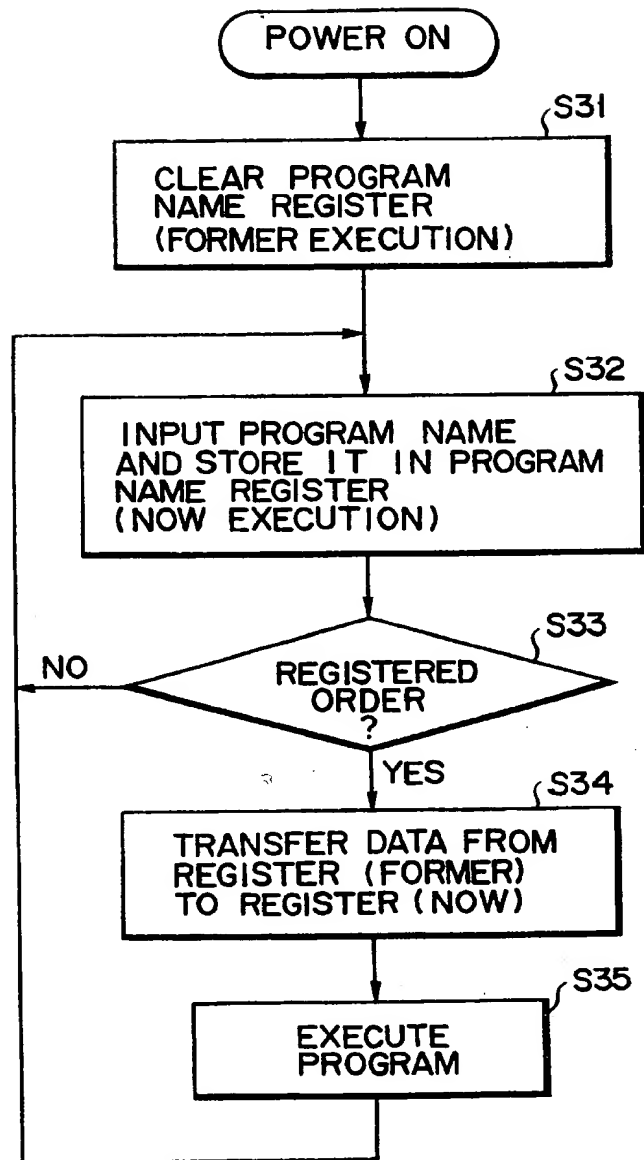 POWER ON
S31
CLEAR PROGRAM
NAME REGISTER
(FORMER EXECUTION)
S32
INPUT PROGRAM NAME
AND STORE IT IN PROGRAM
NAME REGISTER
(NOW EXECUTION)
S33
NO
REGISTERED
ORDER
?
YES
S34
TRANSFER DATA FROM
REGISTER (FORMER)
TO REGISTER (NOW)
S35
EXECUTE
PROGRAM